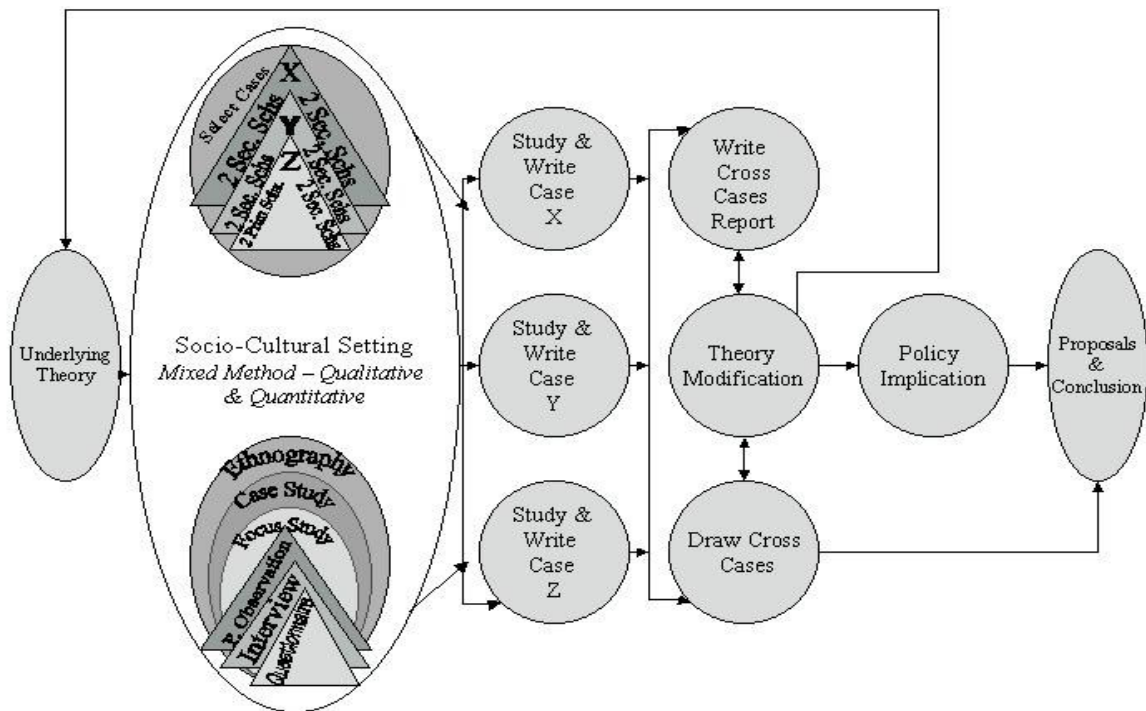 Select Cases
X
2 Sec. Schs
2 Sec. Schs
Y
2 Sec. Schs
2 Sec. Schs
Z
2 Prim Schs
2 Sec. Schs
Underlying
Theory
Socio-Cultural Setting
Mixed Method – Qualitative
& Quantitative
Ethnography
Case Study
Focus Study
P. Observation
Interview
Questionnaire
Study &
Write
Case
X
Study &
Write
Case
Y
Study &
Write
Case
Z
Write
Cross
Cases
Report
Theory
Modification
Draw Cross
Cases
Policy
Implication
Proposals
&
Conclusion